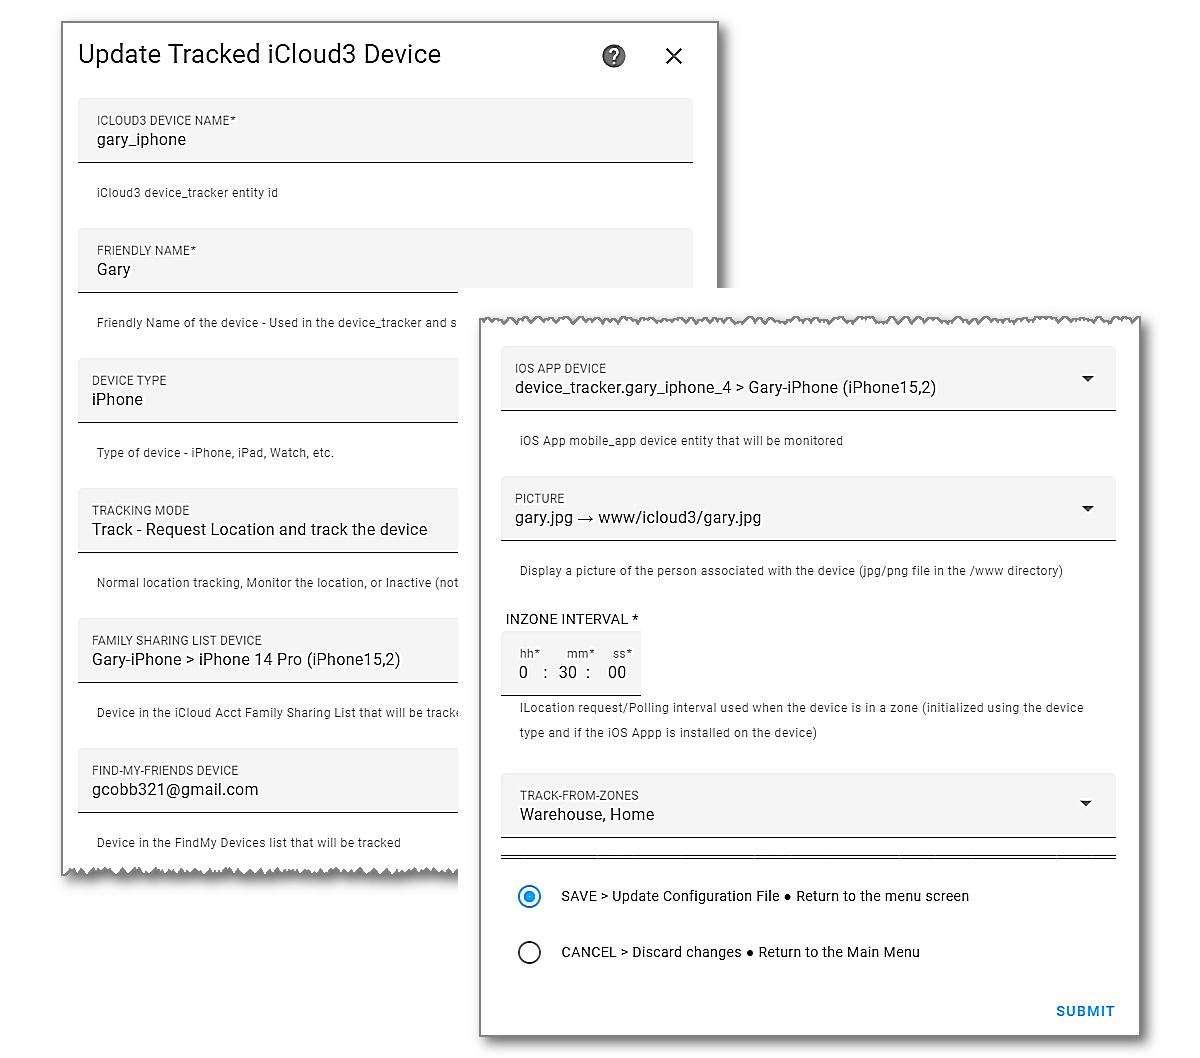 Update Tracked iCloud3 Device
ICLOUD3 DEVICE NAME*
gary_iphone
iCloud3 device_tracker entity id
FRIENDLY NAME*
Gary
Friendly Name of the device - Used in the device_tracker and s
DEVICE TYPE
iPhone
Type of device - iPhone, iPad, Watch, etc.
TRACKING MODE
Track - Request Location and track the device
Normal location tracking, Monitor the location, or Inactive (not
FAMILY SHARING LIST DEVICE
Gary-iPhone > iPhone 14 Pro (iPhone15,2)
Device in the iCloud Acct Family Sharing List that will be tracke
FIND-MY-FRIENDS DEVICE
gcobb321@gmail.com
Device in the FindMy Devices list that will be tracked
IOS APP DEVICE
device_tracker.gary_iphone_4 > Gary-iPhone (iPhone15,2)
iOS App mobile_app device entity that will be monitored
PICTURE
gary.jpg → www/icloud3/gary.jpg
Display a picture of the person associated with the device (jpg/png file in the /www directory)
INZONE INTERVAL *
hh* mm* ss*
0 : 30 : 00
ILocation request/Polling interval used when the device is in a zone (initialized using the device
type and if the iOS Appp is installed on the device)
TRACK-FROM-ZONES
Warehouse, Home
SAVE > Update Configuration File ● Return to the menu screen
CANCEL > Discard changes ● Return to the Main Menu
SUBMIT